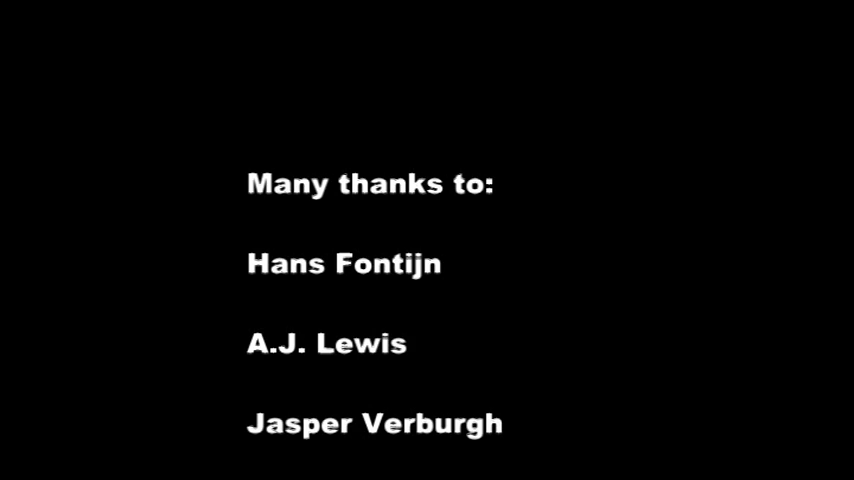 Many thanks to:
Hans Fontijn
A.J. Lewis
Jasper Verburgh